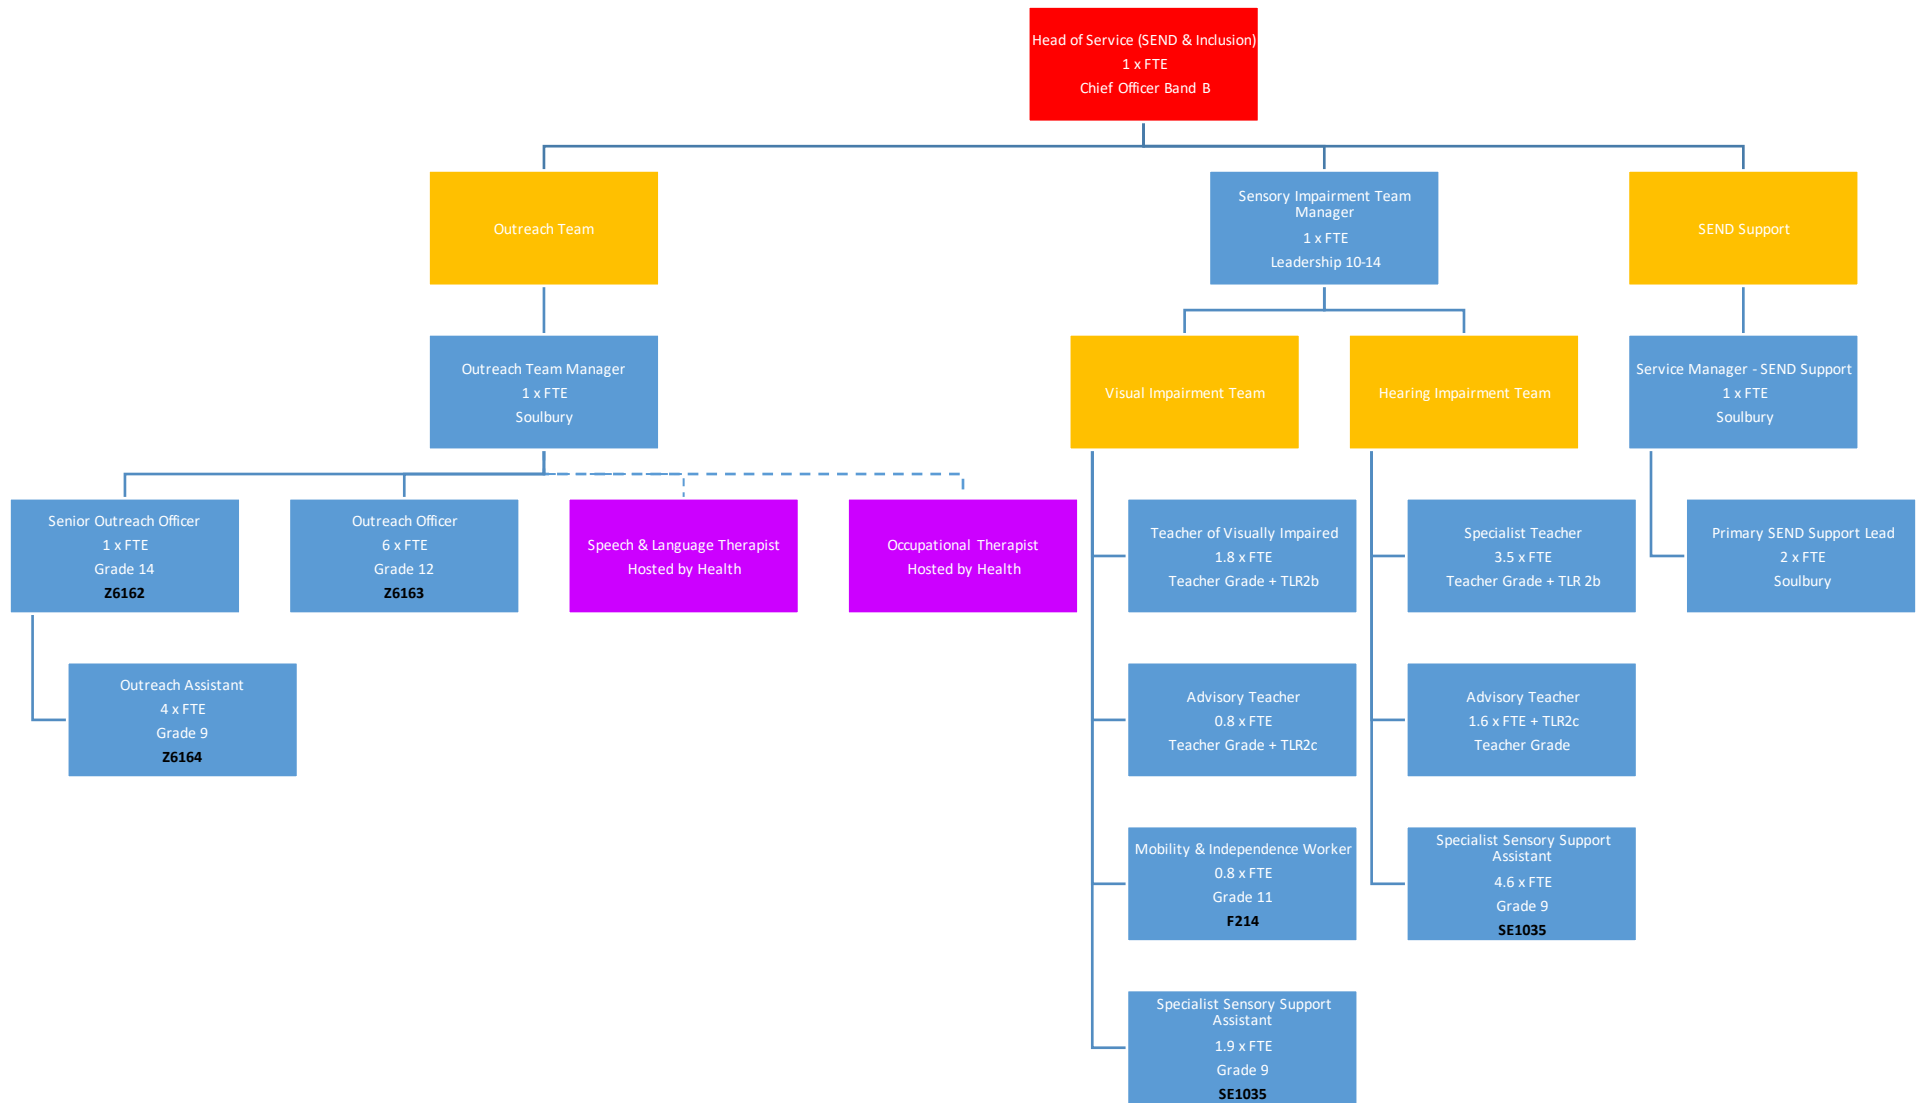 Head of Service (SEND & Inclusion)
1 x FTE
Chief Officer Band B
Outreach Team
Sensory Impairment Team
Manager
1 x FTE
Leadership 10-14
SEND Support
Outreach Team Manager
1 x FTE
Soulbury
Visual Impairment Team
Hearing Impairment Team
Service Manager - SEND Support
1 x FTE
Soulbury
Senior Outreach Officer
1 x FTE
Grade 14
Z6162
Outreach Officer
6 x FTE
Grade 12
Z6163
Speech & Language Therapist
Hosted by Health
Occupational Therapist
Hosted by Health
Teacher of Visually Impaired
1.8 x FTE
Teacher Grade + TLR2b
Specialist Teacher
3.5 x FTE
Teacher Grade + TLR 2b
Primary SEND Support Lead
2 x FTE
Soulbury
Outreach Assistant
4 x FTE
Grade 9
Z6164
Advisory Teacher
0.8 x FTE
Teacher Grade + TLR2c
Advisory Teacher
1.6 x FTE + TLR2c
Teacher Grade
Mobility & Independence Worker
0.8 x FTE
Grade 11
F214
Specialist Sensory Support
Assistant
4.6 x FTE
Grade 9
SE1035
Specialist Sensory Support
Assistant
1.9 x FTE
Grade 9
SE1035